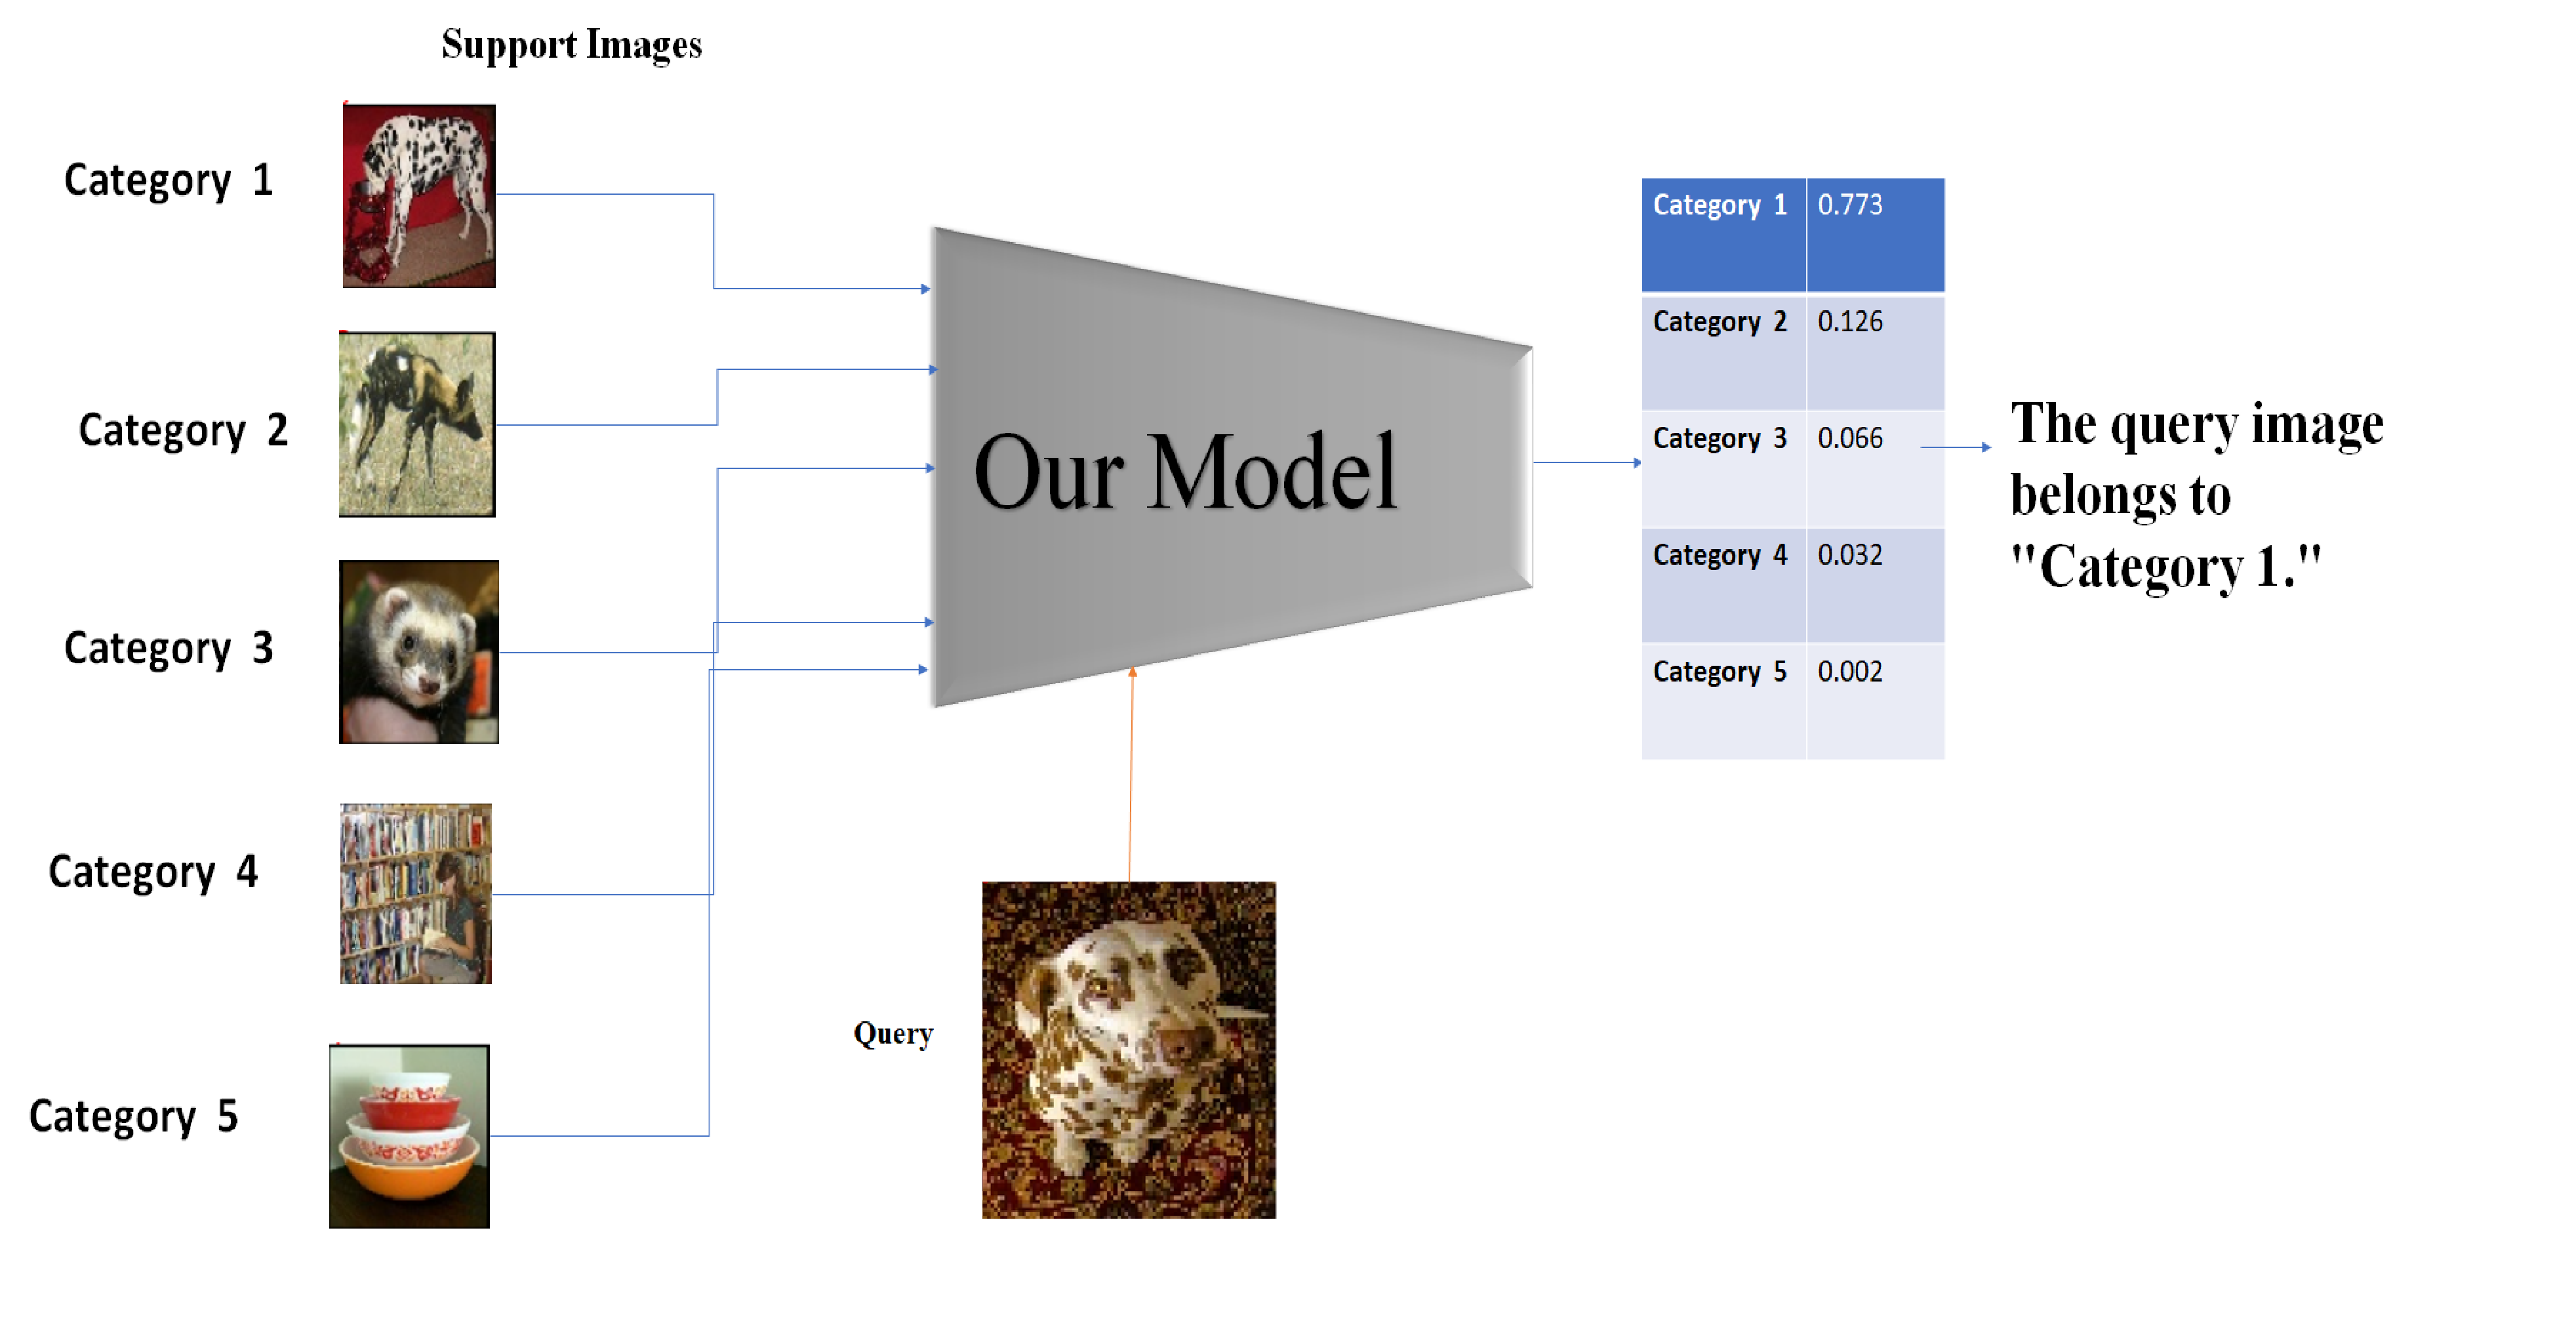 Support Images
Category 1
Category 2
Category 3
Category 4
Category 5
Our Model
Query
Category 1 0.773
Category 2 0.126
Category 3 0.066
Category 4 0.032
Category 5 0.002
The query image
belongs to
"Category 1."